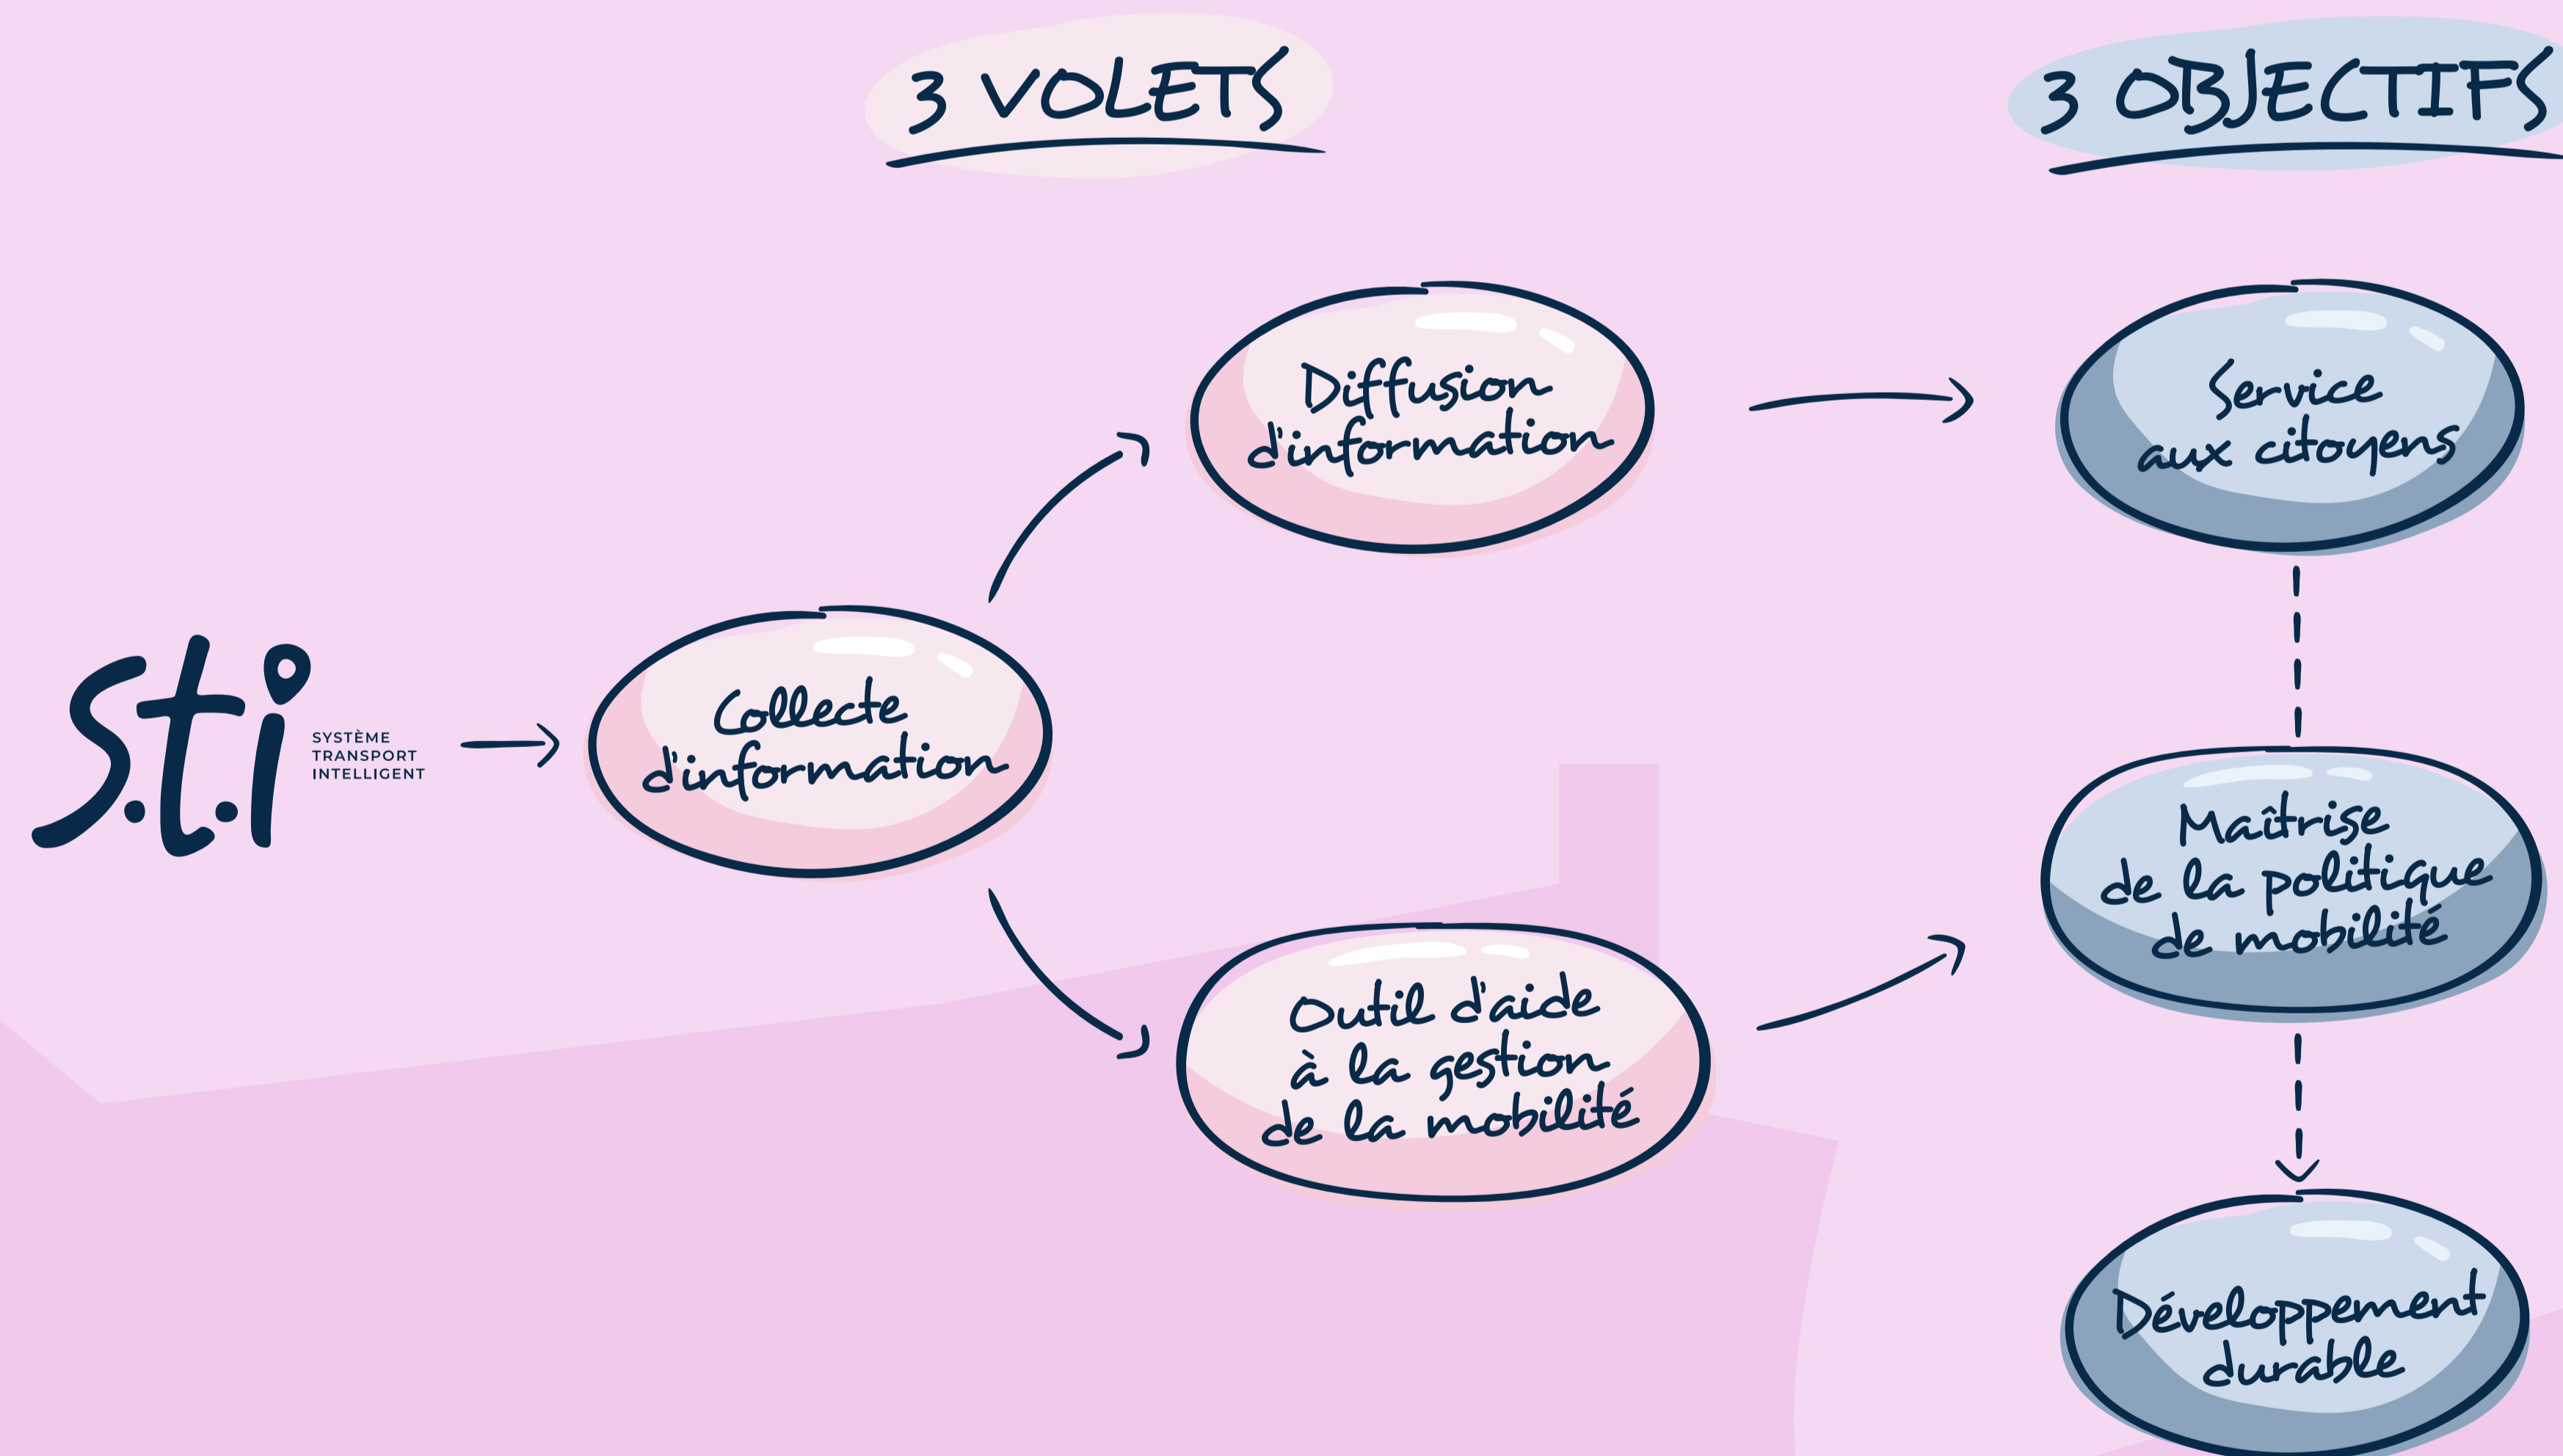 3 VOLETS
3 OBJECTIFS
S.t.i
SYSTÈME
TRANSPORT
INTELLIGENT
Collecte
d'information
Diffusion
d'information
Outil d'aide
à la gestion
de la mobilité
Service
aux citoyens
Maîtrise
de la politique
de mobilité
Développement
durable